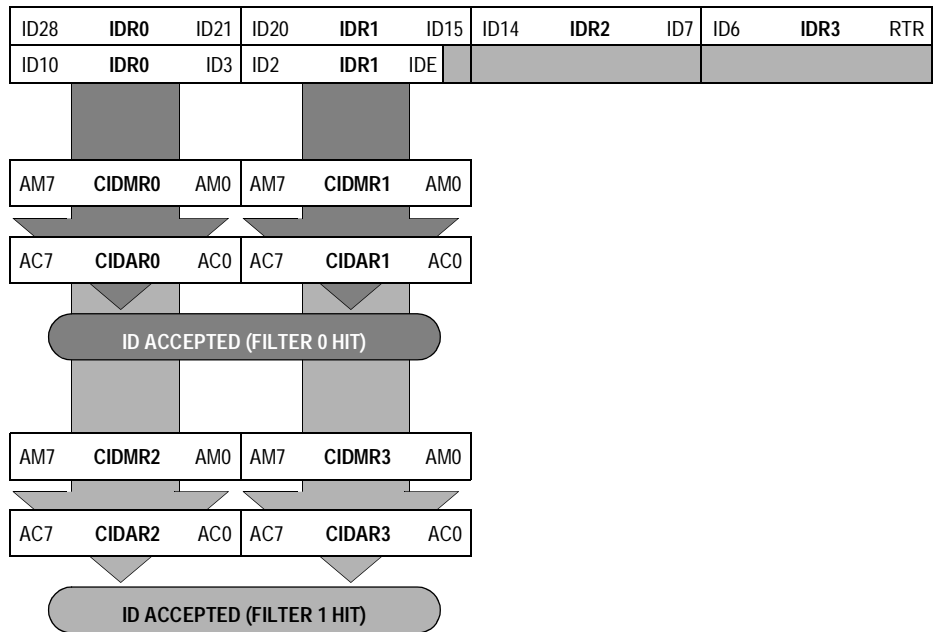 ID28 IDR0 ID21 ID20 IDR1 ID15 ID14 IDR2 ID7 ID6 IDR3 RTR
ID10 IDR0 ID3 ID2 IDR1 IDE
AM7 CIDMR0 AM0 AM7 CIDMR1 AM0
AC7 CIDAR0 AC0 AC7 CIDAR1 AC0
ID ACCEPTED (FILTER 0 HIT)
AM7 CIDMR2 AM0 AM7 CIDMR3 AM0
AC7 CIDAR2 AC0 AC7 CIDAR3 AC0
ID ACCEPTED (FILTER 1 HIT)